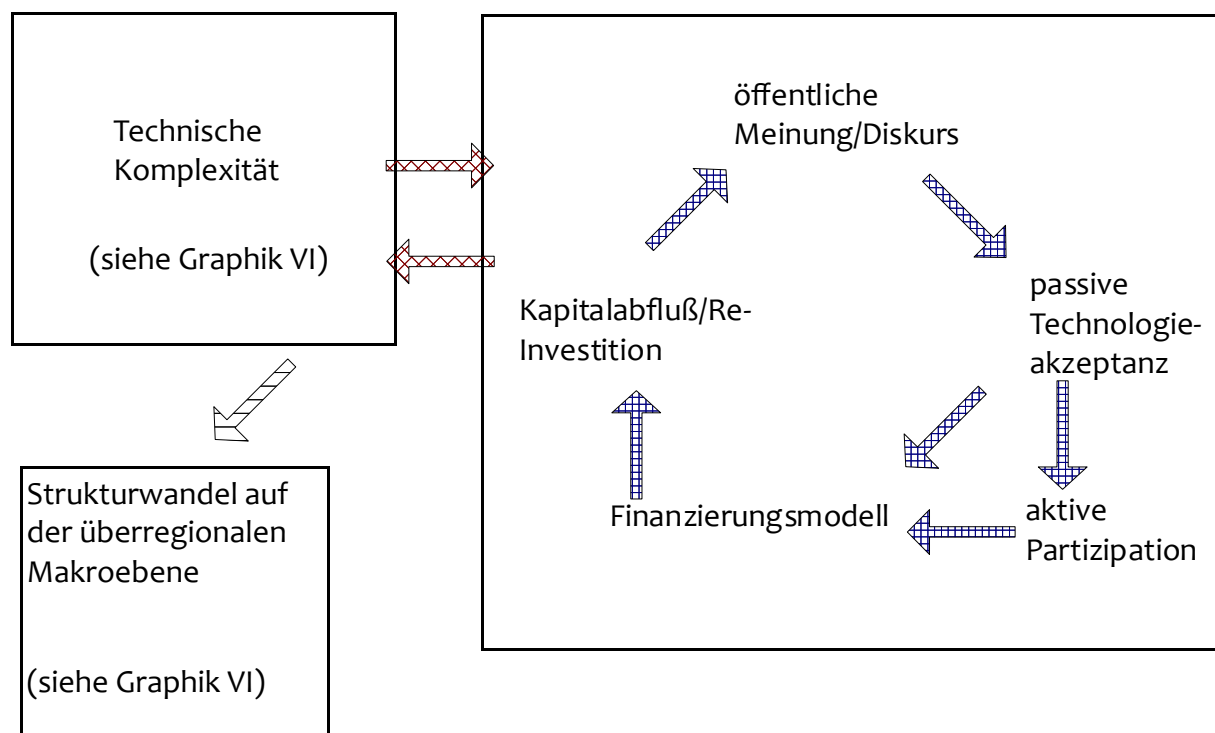 Technische
Komplexität
(siehe Graphik VI)
Strukturwandel auf
der überregionalen
Makroebene
(siehe Graphik VI)
öffentliche
Meinung/Diskurs
passive
Technologie-
akzeptanz
aktive
Partizipation
Finanzierungsmodell
Kapitalabfluß/Re-
Investition